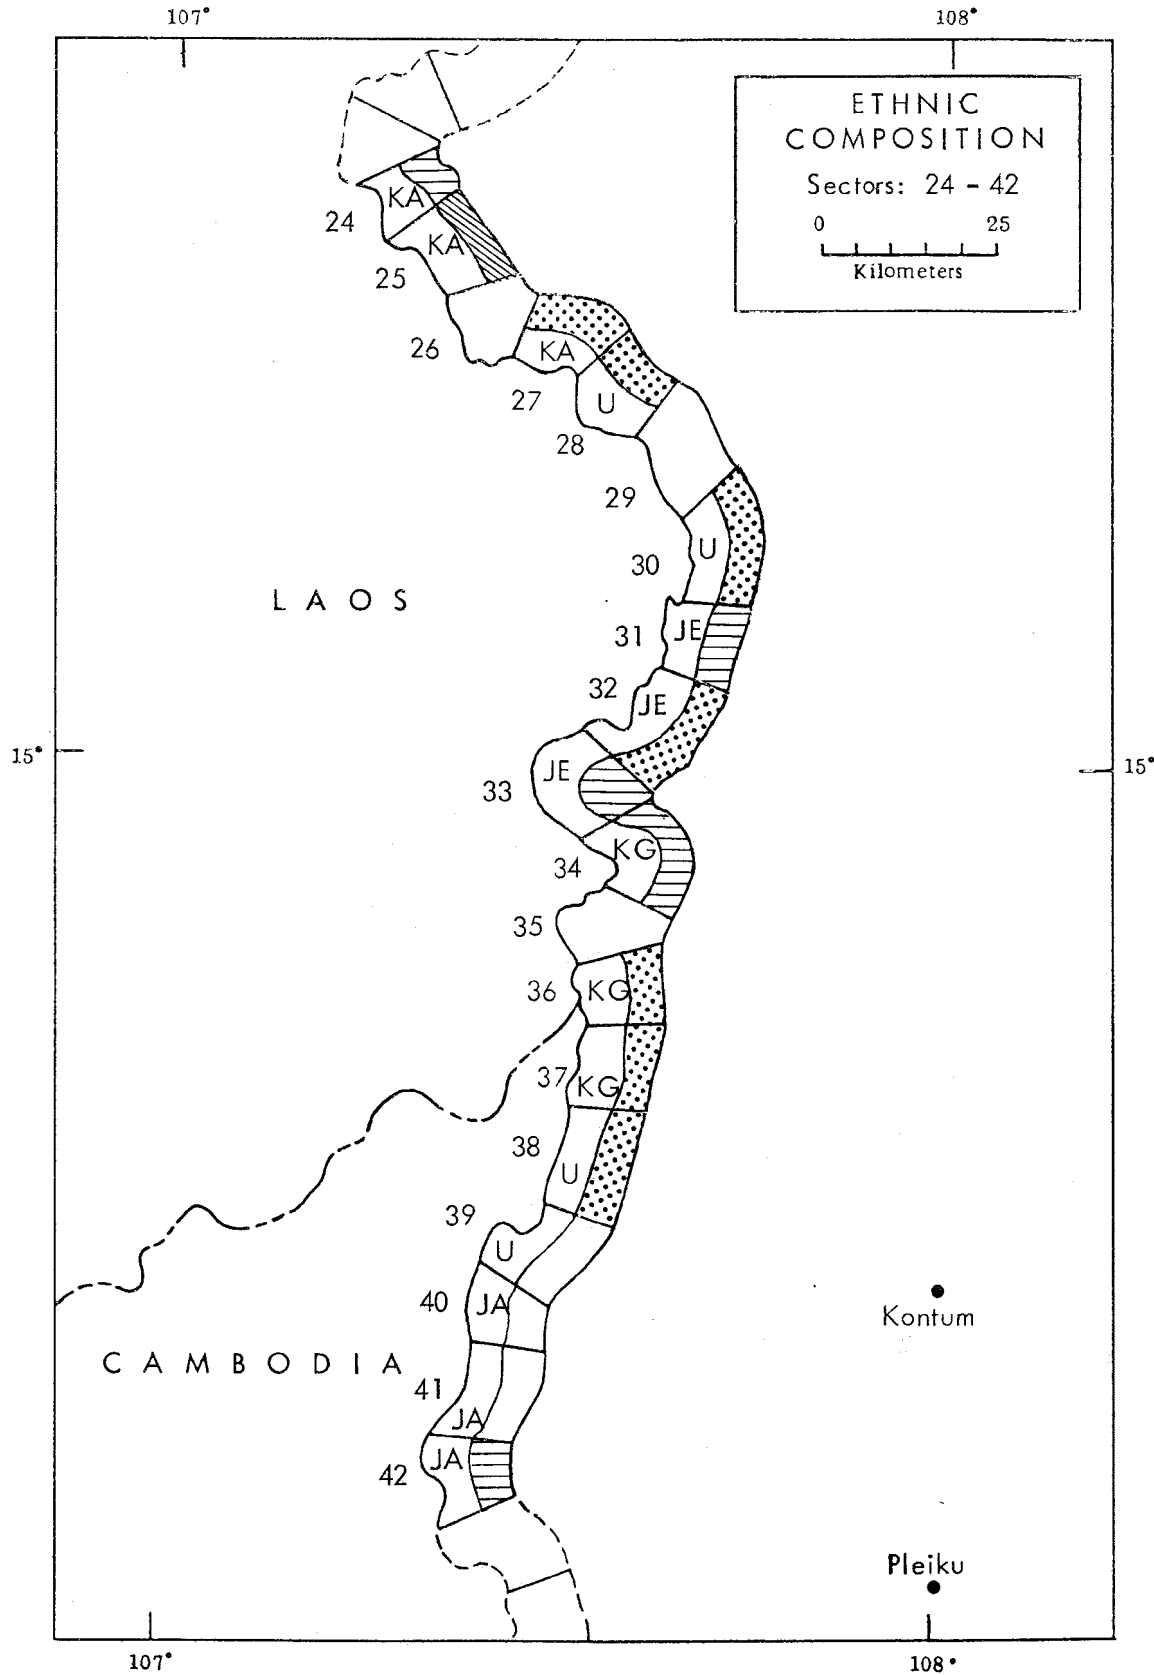 107° 108°
ETHNIC
COMPOSITION
Sectors: 24 - 42
0 25
Kilometers
KA
24
KA
25
26
KA
27
U
28
29
U
30
LAOS
JE
31
32
JE
15°
15°
JE
33
KG
34
35
KG
36
37
KG
38
U
39
U
40
JA
Kontum
CAMBODIA
41
JA
JA
42
Pleiku
107° 108°